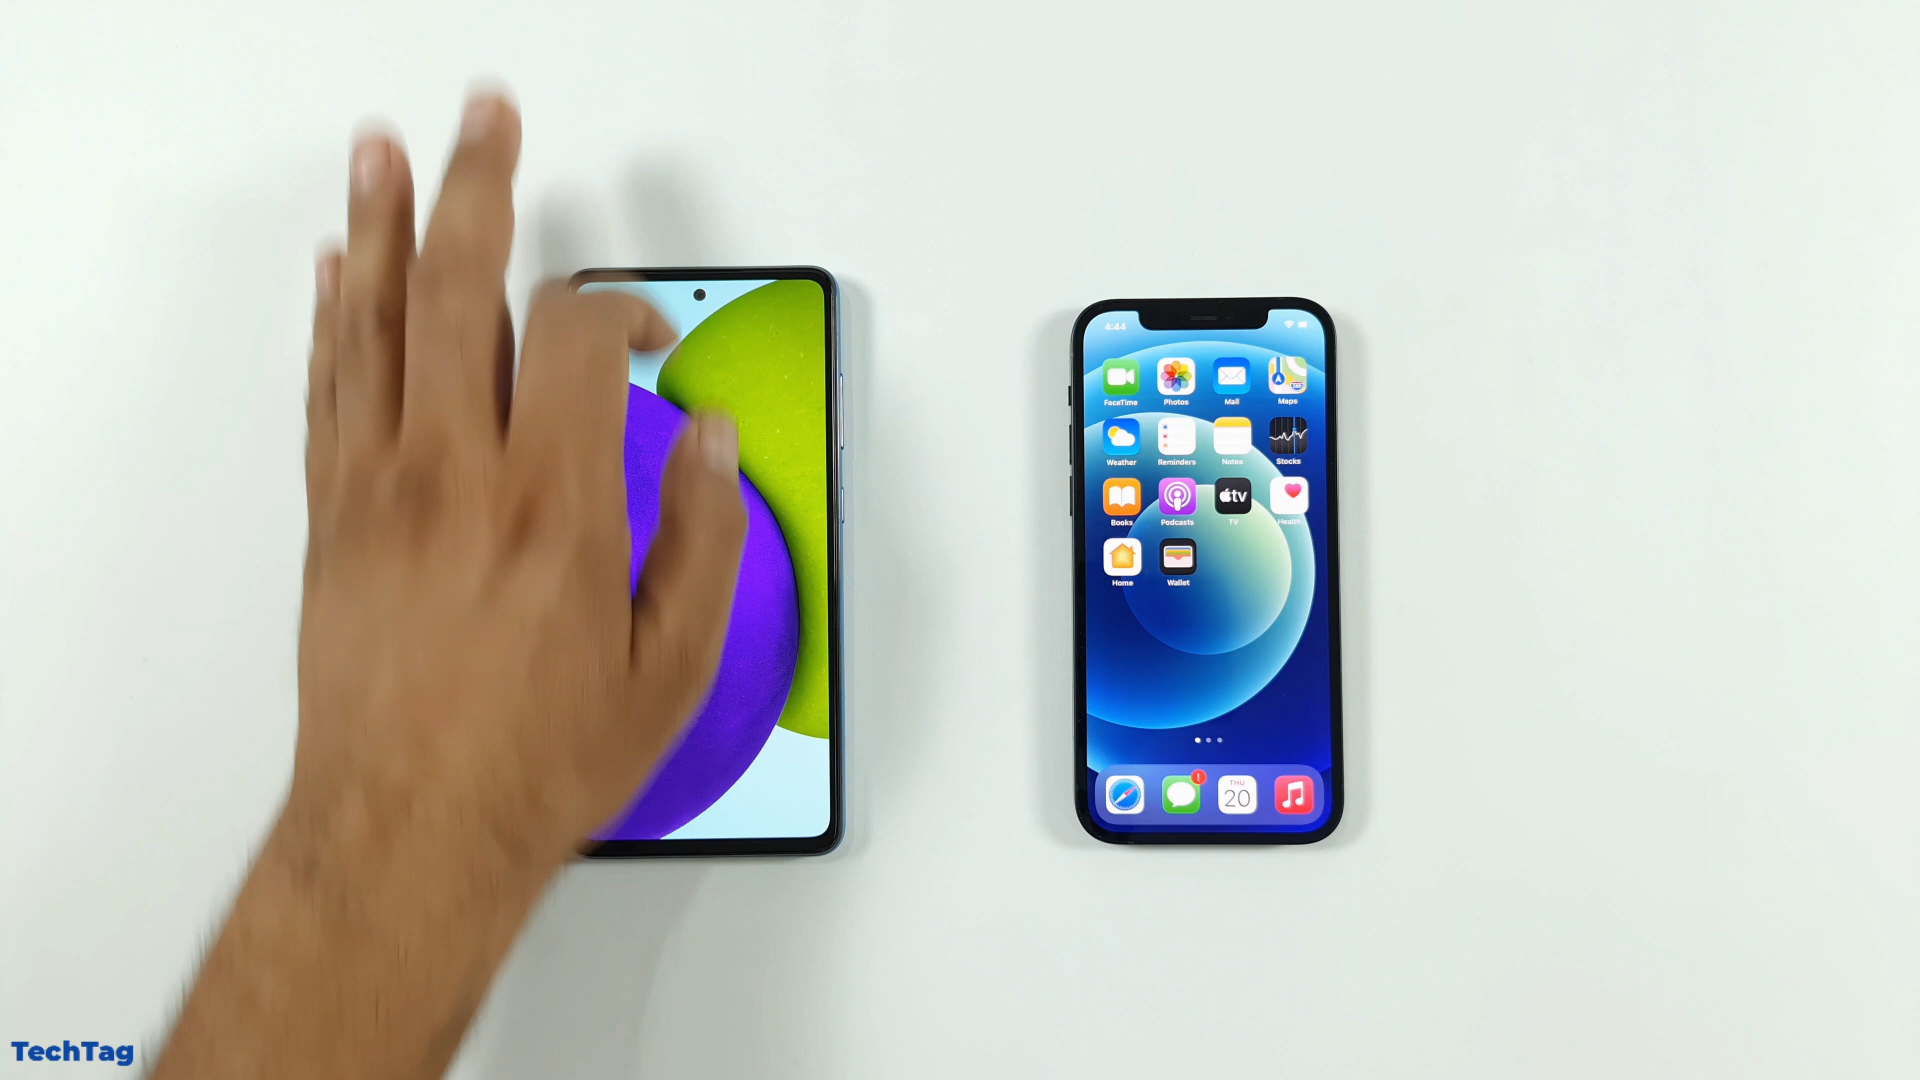 4:44
FaceTime Photos Mail Maps
Weather Reminders Notes Stocks
tv
Books Podcasts TV Health
Home Wallet
!
THU
20
TechTag